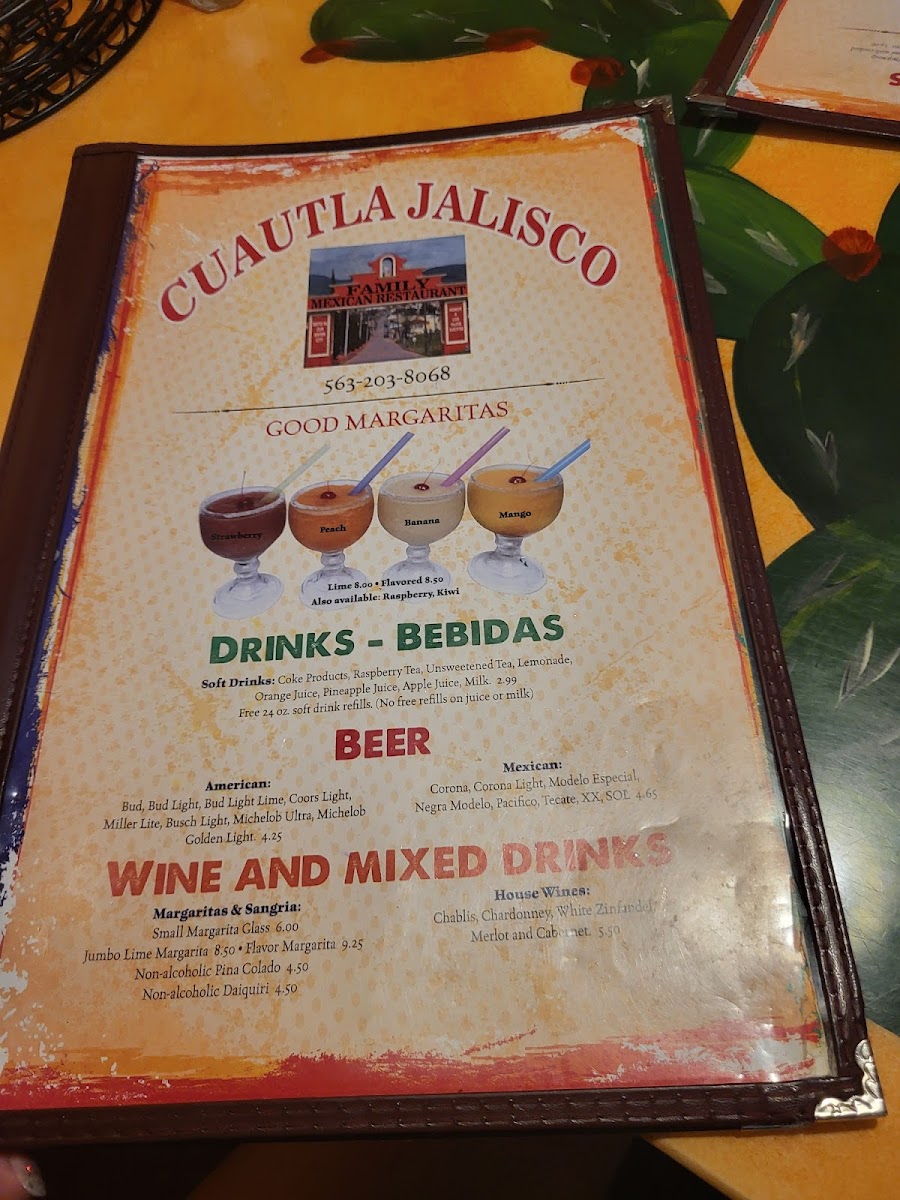 CUAUTLA JALISCO
FAMILY
MEXICAN RESTAURANT
563-203-8068
GOOD MARGARITAS
Strawberry
Peach
Banana
Mango
Lime 8.00 • Flavored 8.50
Also available: Raspberry, Kiwi
DRINKS - BEBIDAS
Soft Drinks: Coke Products, Raspberry Tea, Unsweetened Tea, Lemonade,
Orange Juice, Pineapple Juice, Apple Juice, Milk. 2.99
Free 24 oz. soft drink refills. (No free refills on juice or milk)
BEER
American:
Bud, Bud Light, Bud Light Lime, Coors Light,
Miller Lite, Busch Light, Michelob Ultra, Michelob
Golden Light. 4.25
Mexican:
Corona, Corona Light, Modelo Especial,
Negra Modelo, Pacifico, Tecate, XX, SOL 4.65
WINE AND MIXED DRINKS
Margaritas & Sangria:
Small Margarita Glass 6.00
Jumbo Lime Margarita 8.50 • Flavor Margarita 9.25
Non-alcoholic Pina Colado 4.50
Non-alcoholic Daiquiri 4.50
House Wines:
Chablis, Chardonney, White Zinfandel,
Merlot and Cabernet. 5.50